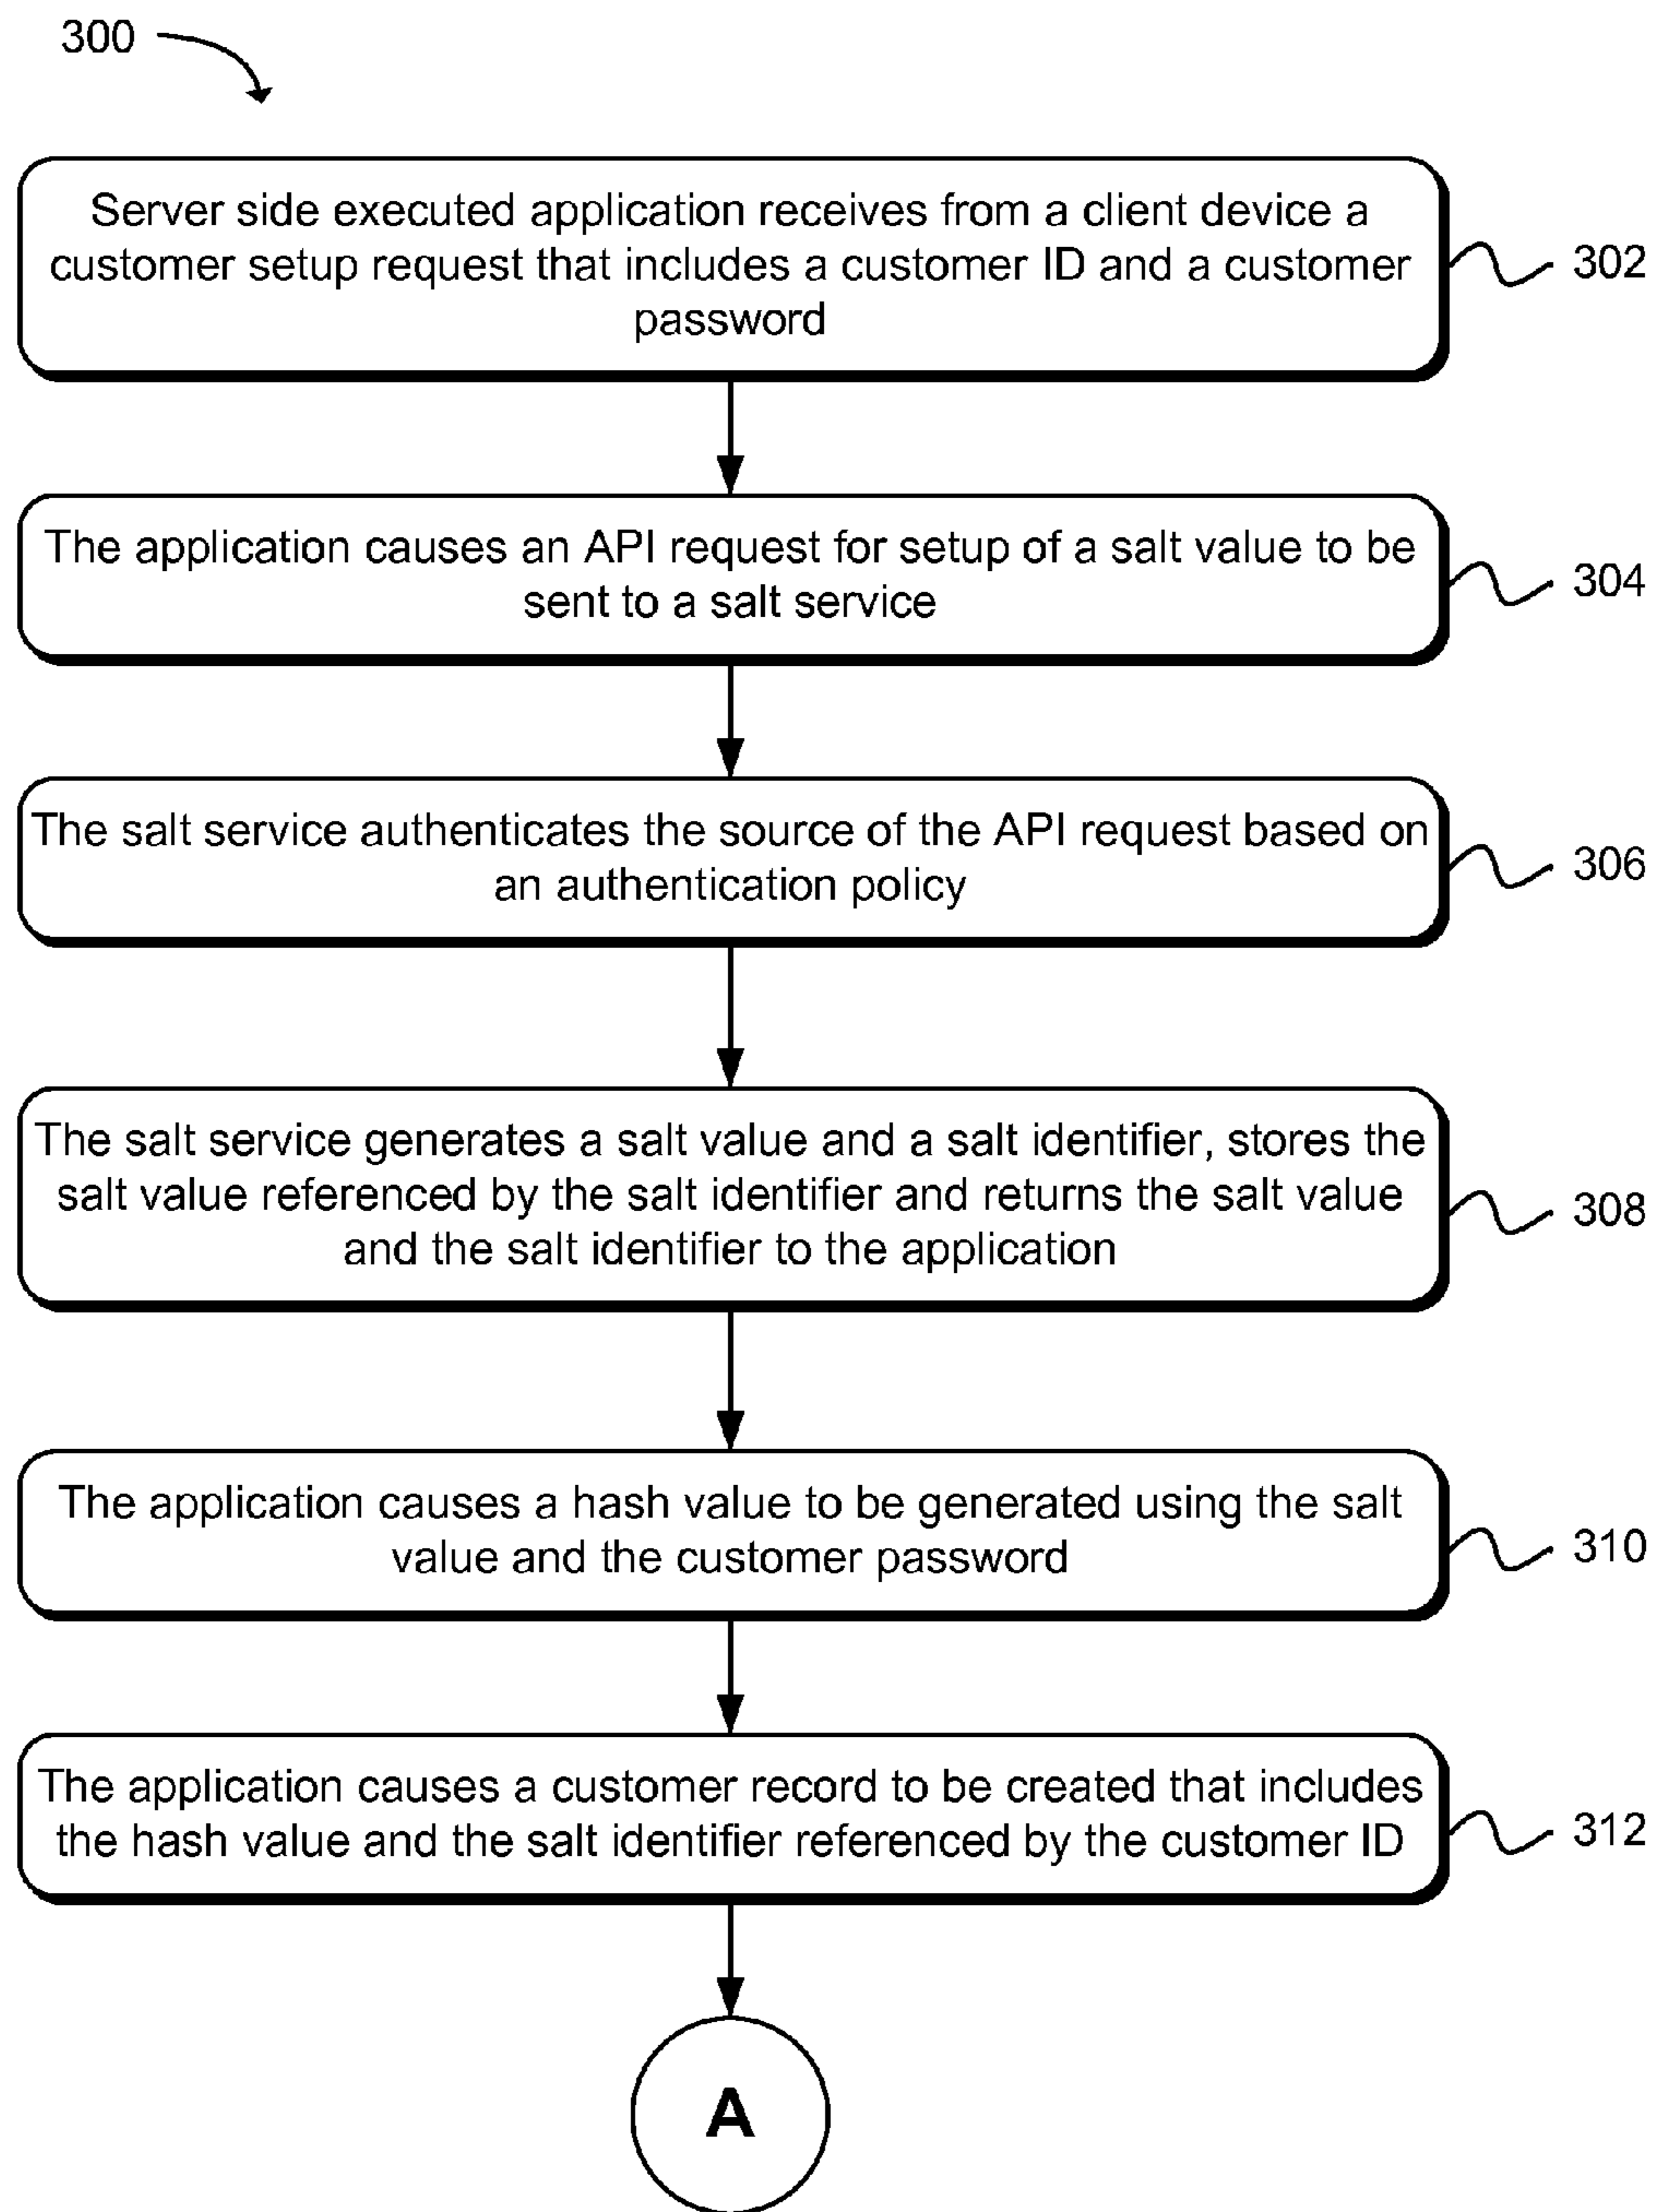 300
Server side executed application receives from a client device a
customer setup request that includes a customer ID and a customer
password
302
The application causes an API request for setup of a salt value to be
sent to a salt service
304
The salt service authenticates the source of the API request based on
an authentication policy
306
The salt service generates a salt value and a salt identifier, stores the
salt value referenced by the salt identifier and returns the salt value
and the salt identifier to the application
308
The application causes a hash value to be generated using the salt
value and the customer password
310
The application causes a customer record to be created that includes
the hash value and the salt identifier referenced by the customer ID
312
A